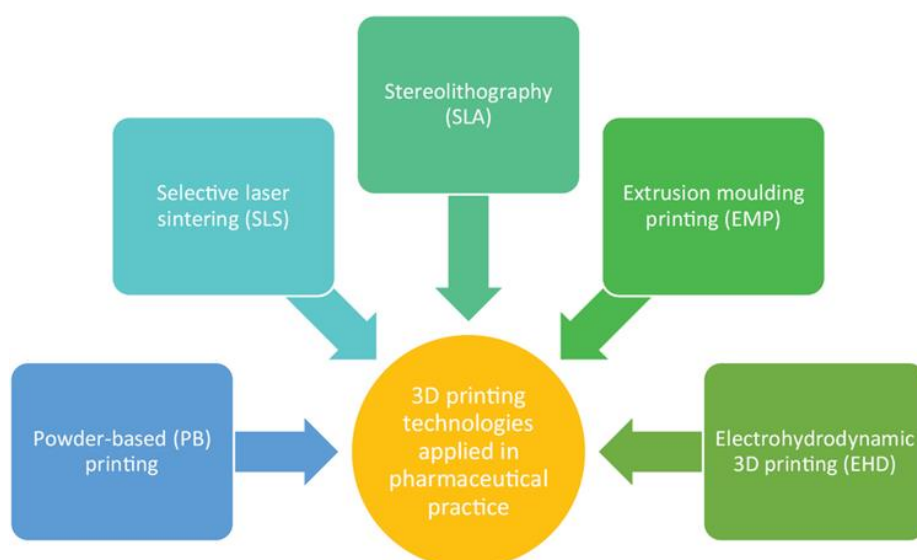 Stereolithography
(SLA)
Selective laser
sintering (SLS)
Extrusion moulding
printing (EMP)
Powder-based (PB)
printing
3D printing
technologies
applied in
pharmaceutical
practice
Electrohydrodynamic
3D printing (EHD)